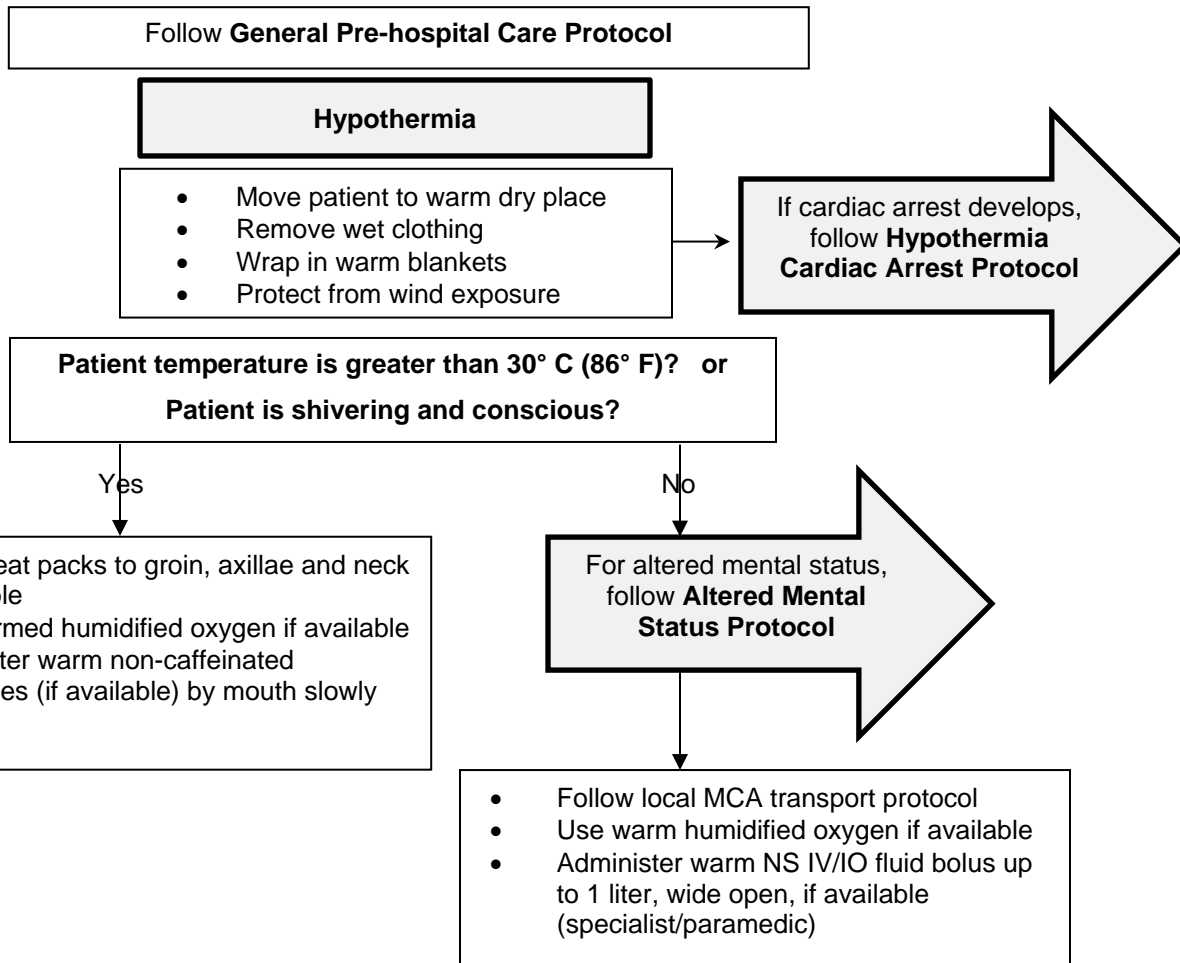 Follow General Pre-hospital Care Protocol
Hypothermia
• Move patient to warm dry place
• Remove wet clothing
• Wrap in warm blankets
• Protect from wind exposure
If cardiac arrest develops,
follow Hypothermia
Cardiac Arrest Protocol
Patient temperature is greater than 30° C (86° F)? or
Patient is shivering and conscious?
Yes
No
eat packs to groin, axillae and neck
ble
rmed humidified oxygen if available
ter warm non-caffeinated
es (if available) by mouth slowly
For altered mental status,
follow Altered Mental
Status Protocol
• Follow local MCA transport protocol
• Use warm humidified oxygen if available
• Administer warm NS IV/IO fluid bolus up
to 1 liter, wide open, if available
(specialist/paramedic)